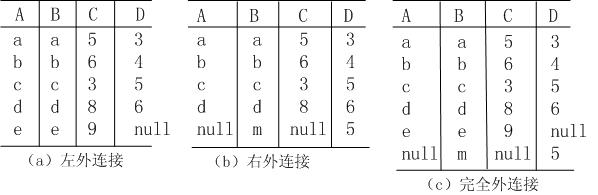 A B C D
a a 5 3
b b 6 4
c c 3 5
d d 8 6
e e 9 null
(a) 左外连接
A B C D
a a 5 3
b b 6 4
c c 3 5
d d 8 6
null m null 5
(b) 右外连接
A B C D
a a 5 3
b b 6 4
c c 3 5
d d 8 6
e e 9 null
null m null 5
(c) 完全外连接